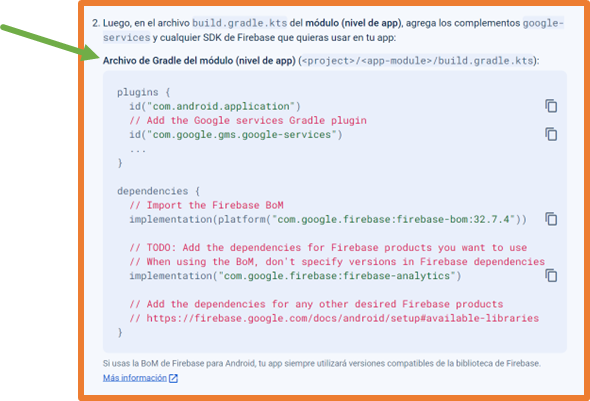 2. Luego, en el archivo build.gradle.kts del módulo (nivel de app), agrega los complementos google-
services y cualquier SDK de Firebase que quieras usar en tu app:
Archivo de Gradle del módulo (nivel de app) (<project>/<app-module>/build.gradle.kts):
plugins {
  id("com.android.application")
  // Add the Google services Gradle plugin
  id("com.google.gms.google-services")
  ...
}
dependencies {
  // Import the Firebase BoM
  implementation(platform("com.google.firebase:firebase-bom:32.7.4"))
  // TODO: Add the dependencies for Firebase products you want to use
  // When using the BoM, don't specify versions in Firebase dependencies
  implementation("com.google.firebase:firebase-analytics")
  // Add the dependencies for any other desired Firebase products
  // https://firebase.google.com/docs/android/setup#available-libraries
}
Si usas la BoM de Firebase para Android, tu app siempre utilizará versiones compatibles de la biblioteca de Firebase.
Más información